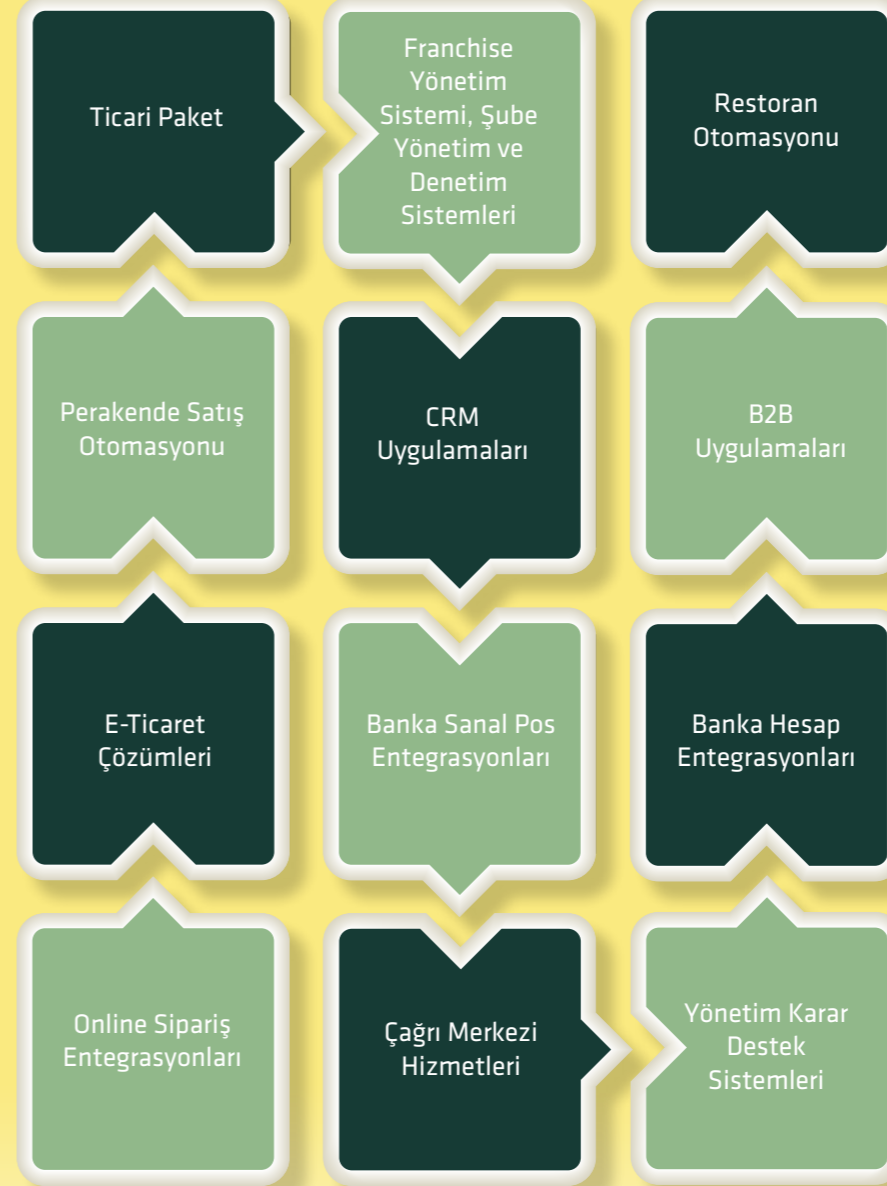 Ticari Paket
Franchise
Yönetim
Sistemi, Şube
Yönetim ve
Denetim
Sistemleri
Restoran
Otomasyonu
Perakende Satış
Otomasyonu
CRM
Uygulamaları
B2B
Uygulamaları
E-Ticaret
Çözümleri
Banka Sanal Pos
Entegrasyonları
Banka Hesap
Entegrasyonları
Online Sipariş
Entegrasyonları
Çağrı Merkezi
Hizmetleri
Yönetim Karar
Destek
Sistemleri